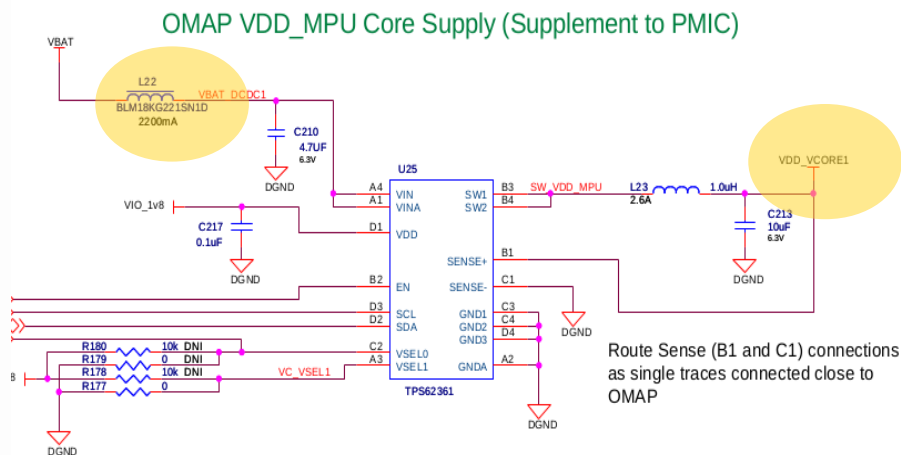 OMAP VDD_MPU Core Supply (Supplement to PMIC)
VBAT
L22
VBAT_DCDC1
BLM18KG221SN1D
2200mA
C210
4.7UF
6.3V
DGND
U25
VIO_1v8
C217
0.1uF
DGND
A4 VIN
A1 VINA
D1 VDD
B2 EN
D3 SCL
D2 SDA
C2 VSEL0
A3 VSEL1
SW1 B3
SW2 B4
SENSE+ B1
SENSE- C1
GND1 C3
GND2 C4
GND3 D4
GNDA A2
TPS62361
SW_VDD_MPU
L23 1.0uH
2.6A
VDD_VCORE1
C213
10uF
6.3V
DGND
DGND
DGND
R180 10k DNI
R179 0
R178 10k DNI
R177 0
VC_VSEL1
8
DGND
Route Sense (B1 and C1) connections
as single traces connected close to
OMAP